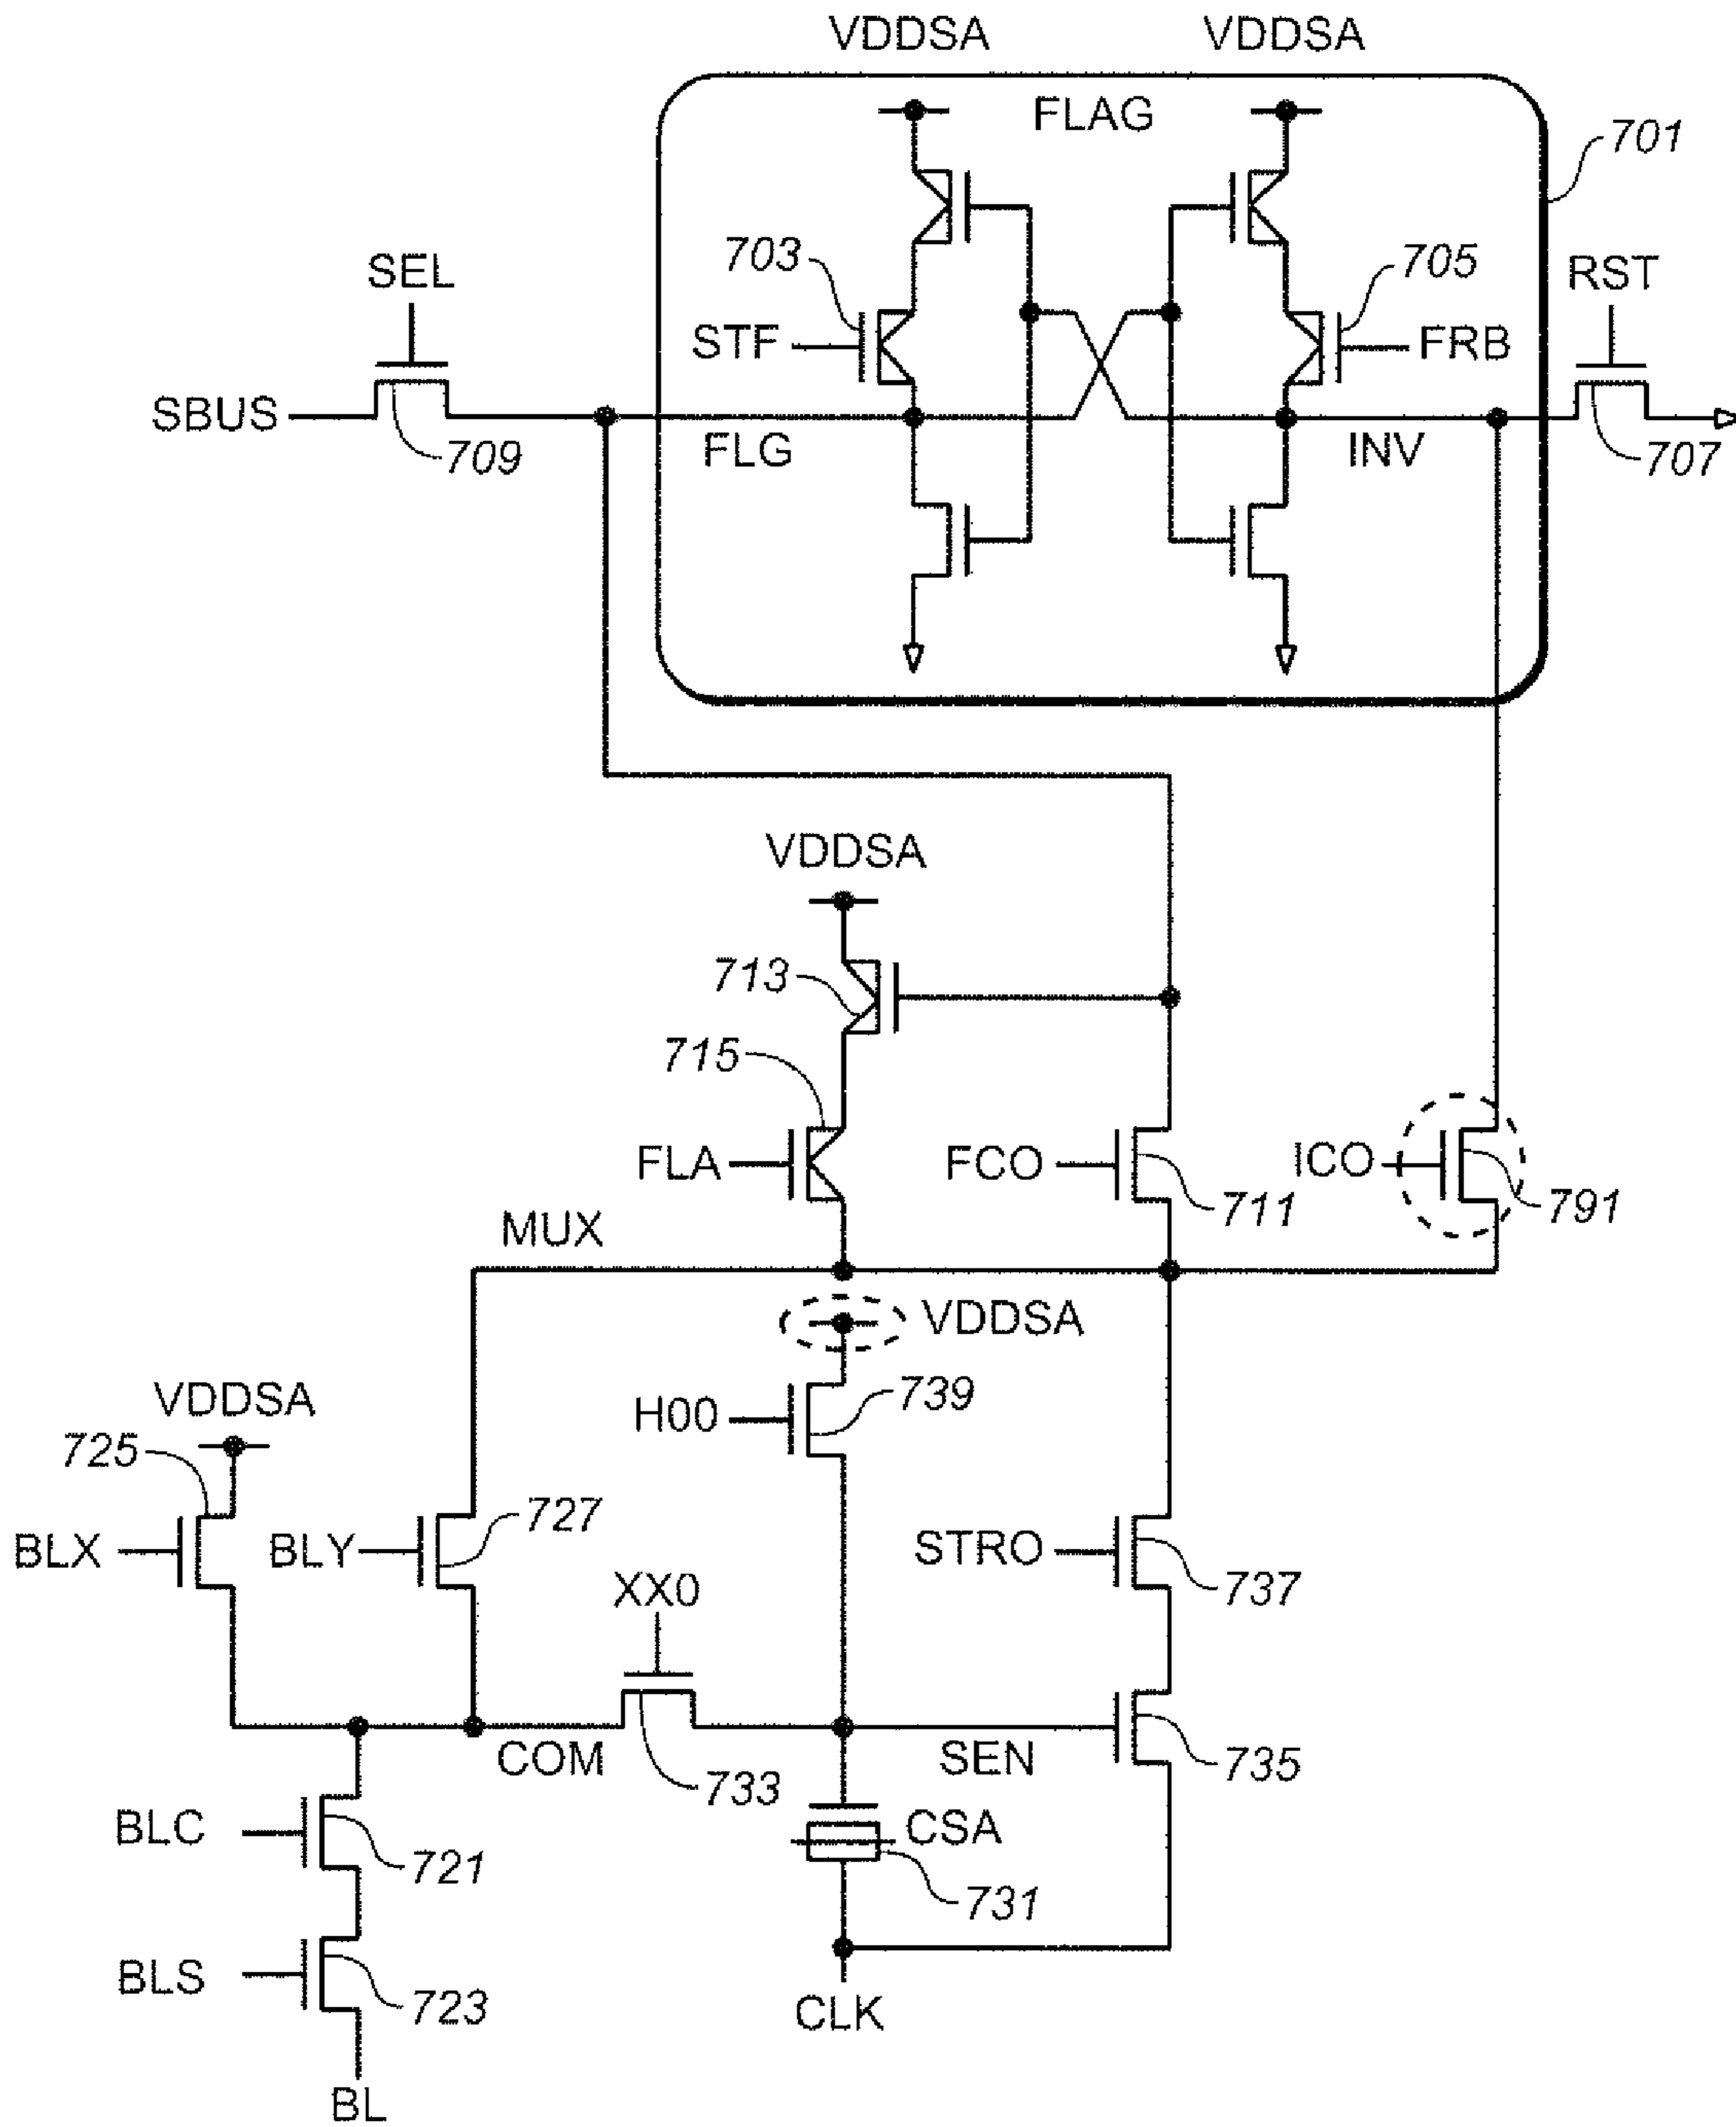 VDDSA VDDSA
FLAG
701
703
705
SEL
RST
STF
FRB
SBUS
709
FLG
INV
707
VDDSA
713
715
FLA
FCO
ICO
711
791
MUX
VDDSA
VDDSA
H00
739
725
BLX
BLY
727
STRO
737
XX0
COM
733
SEN
735
BLC
721
CSA
731
BLS
723
CLK
BL